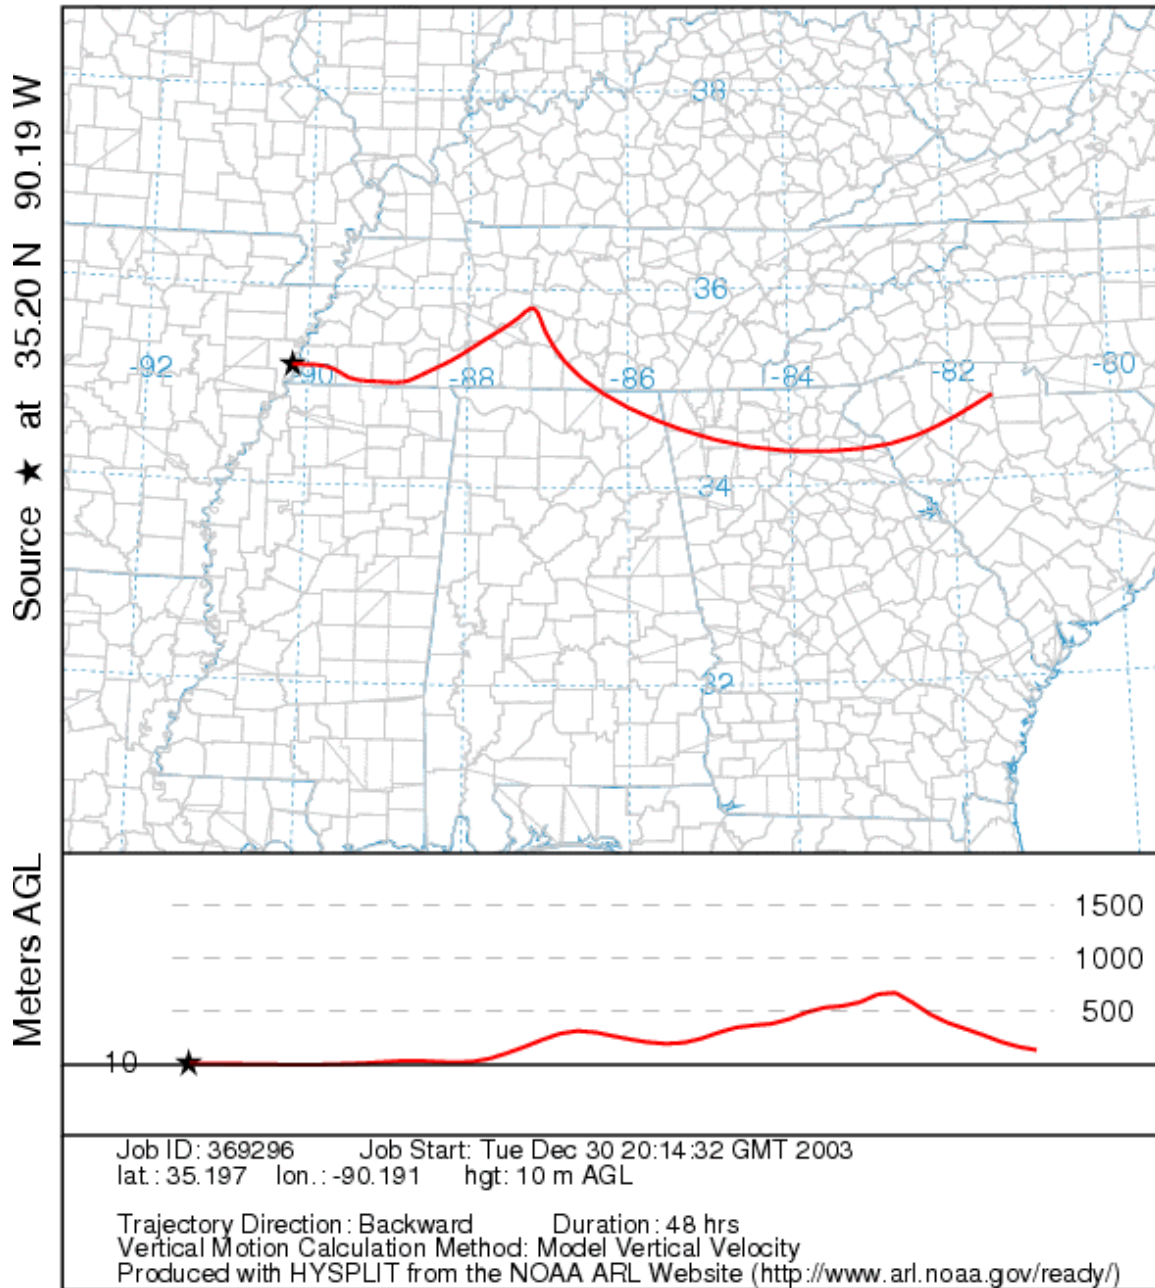 Source ★ at 35.20 N 90.19 W
38
36
-92
-90
-88
-86
-84
-82
-80
34
32
Meters AGL
1500
1000
500
10
Job ID: 369296 Job Start: Tue Dec 30 20:14:32 GMT 2003
lat.: 35.197 lon.: -90.191 hgt: 10 m AGL
Trajectory Direction: Backward Duration: 48 hrs
Vertical Motion Calculation Method: Model Vertical Velocity
Produced with HYSPLIT from the NOAA ARL Website (http://www.arl.noaa.gov/ready/)